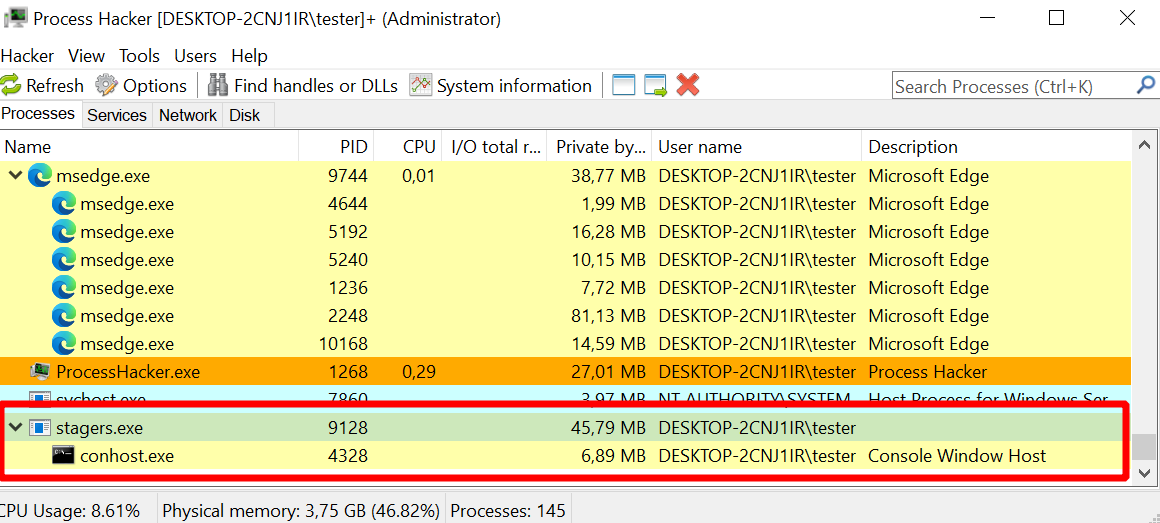 Process Hacker [DESKTOP-2CNJ1IR\tester]+ (Administrator)
Hacker View Tools Users Help
Refresh Options Find handles or DLLs System information Search Processes (Ctrl+K)
Processes Services Network Disk
Name PID CPU I/O total r... Private by... User name Description
msedge.exe 9744 0,01 38,77 MB DESKTOP-2CNJ1IR\tester Microsoft Edge
msedge.exe 4644 1,99 MB DESKTOP-2CNJ1IR\tester Microsoft Edge
msedge.exe 5192 16,28 MB DESKTOP-2CNJ1IR\tester Microsoft Edge
msedge.exe 5240 10,15 MB DESKTOP-2CNJ1IR\tester Microsoft Edge
msedge.exe 1236 7,72 MB DESKTOP-2CNJ1IR\tester Microsoft Edge
msedge.exe 2248 81,13 MB DESKTOP-2CNJ1IR\tester Microsoft Edge
msedge.exe 10168 14,59 MB DESKTOP-2CNJ1IR\tester Microsoft Edge
ProcessHacker.exe 1268 0,29 27,01 MB DESKTOP-2CNJ1IR\tester Process Hacker
svchost.exe 7860 3,97 MB NT AUTHORITY\SYSTEM Host Process for Windows Ser
stagers.exe 9128 45,79 MB DESKTOP-2CNJ1IR\tester
conhost.exe 4328 6,89 MB DESKTOP-2CNJ1IR\tester Console Window Host
CPU Usage: 8.61% Physical memory: 3,75 GB (46.82%) Processes: 145